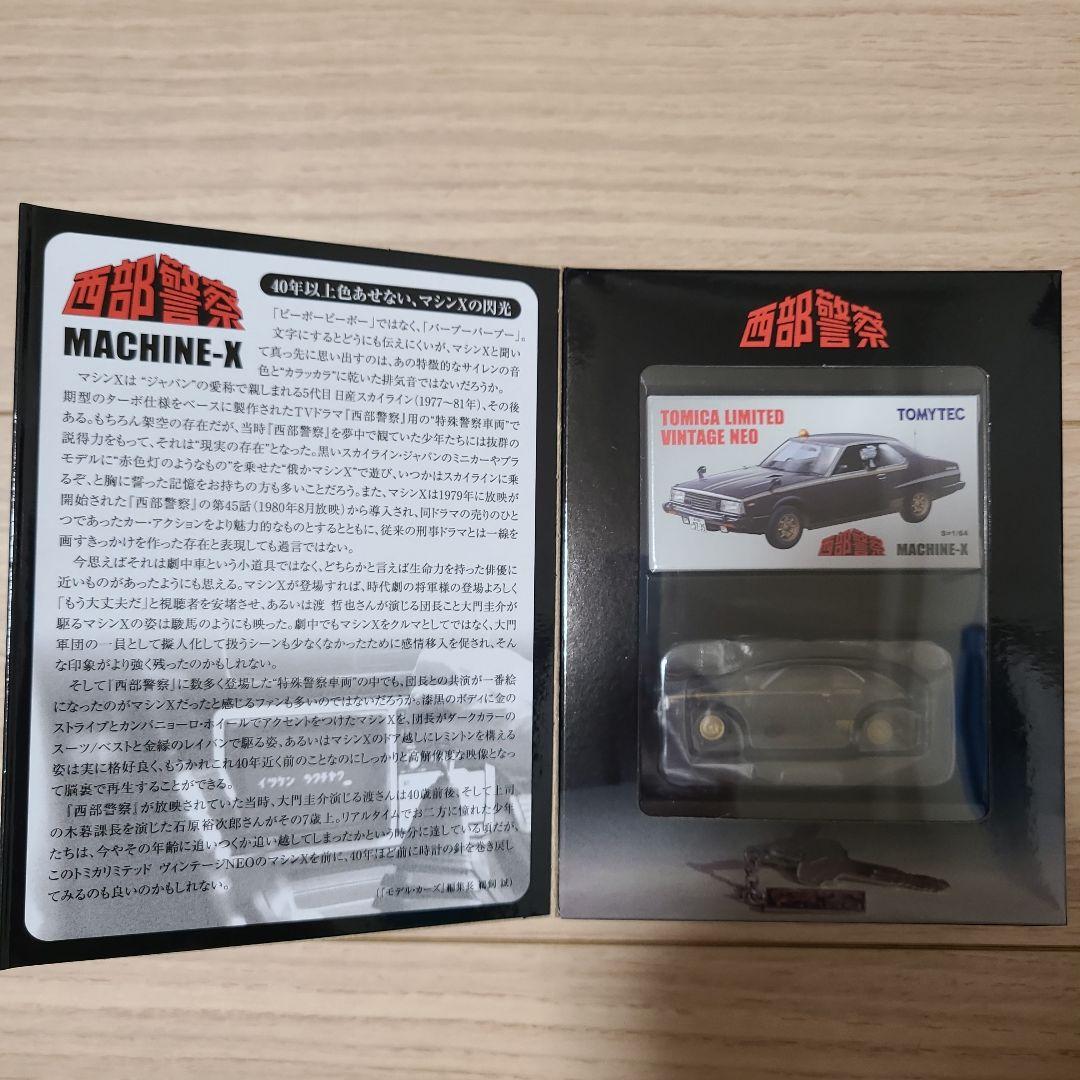 西部警察
MACHINE-X
40年以上色あせない、マシンXの閃光
「ピーポーピーポー」ではなく、「パープーパープー」。
文字にするとどうにも伝えにくいが、マシンXと聞い
て真っ先に思い出すのは、あの特徴的なサイレンの音
色と“カラッカラ”に乾いた排気音ではないだろうか。
マシンXは“ジャパン”の愛称で親しまれる5代目日産スカイライン(1977〜81年)、その後
期型のターボ仕様をベースに製作されたTVドラマ『西部警察』用の“特殊警察車両”で
ある。もちろん架空の存在だが、当時『西部警察』を夢中で観ていた少年たちには抜群の
説得力をもって、それは“現実の存在”となった。黒いスカイライン・ジャパンのミニカーやプラ
モデルに“赤色灯のようなもの”を乗せた“俄かマシンX”で遊び、いつかはスカイラインに乗
るぞ、と胸に誓った記憶をお持ちの方も多いことだろう。また、マシンXは1979年に放映が
開始された『西部警察』の第45話(1980年8月放映)から導入され、同ドラマの売りのひと
つであったカー・アクションをより魅力的なものとするとともに、従来の刑事ドラマとは一線を
画すきっかけを作った存在と表現しても過言ではない。
今思えばそれは劇中車という小道具ではなく、どちらかと言えば生命力を持った俳優に
近いものがあったようにも思える。マシンXが登場すれば、時代劇の将軍様の登場よろしく
「もう大丈夫だ」と視聴者を安堵させ、あるいは渡 哲也さんが演じる団長こと大門圭介が
駆るマシンXの姿は駿馬のようにも映った。劇中でもマシンXをクルマとしてではなく、大門
軍団の一員として擬人化して扱うシーンも少なくなかったために感情移入を促され、そん
な印象がより強く残ったのかもしれない。
そして『西部警察』に数多く登場した“特殊警察車両”の中でも、団長との共演が一番絵
になったのがマシンXだったと感じるファンも多いのではないだろうか。漆黒のボディに金の
ストライプとカンパニョーロ・ホイールでアクセントをつけたマシンXを、団長がダークカラーの
スーツ/ベストと金縁のレイバンで駆る姿、あるいはマシンXのドア越しにレミントンを構える
姿は実に格好良く、もうかれこれ40年近く前のことなのにしっかりと高解像度な映像となっ
て脳裏で再生することができる。
『西部警察』が放映されていた当時、大門圭介演じる渡さんは40歳前後、そして上司
の木暮課長を演じた石原裕次郎さんがその7歳上。リアルタイムでお二方に憧れた少年
たちは、今やその年齢に追いつくか追い越してしまったかという時分に達している頃だが、
このトミカリミテッド ヴィンテージNEOのマシンXを前に、40年ほど前に時計の針を巻き戻し
てみるのも良いのかもしれない。
(『モデル・カーズ』編集長 鵜飼 誠)
西部警察
TOMICA LIMITED
VINTAGE NEO
TOMYTEC
S=1/64
西部警察 MACHINE-X